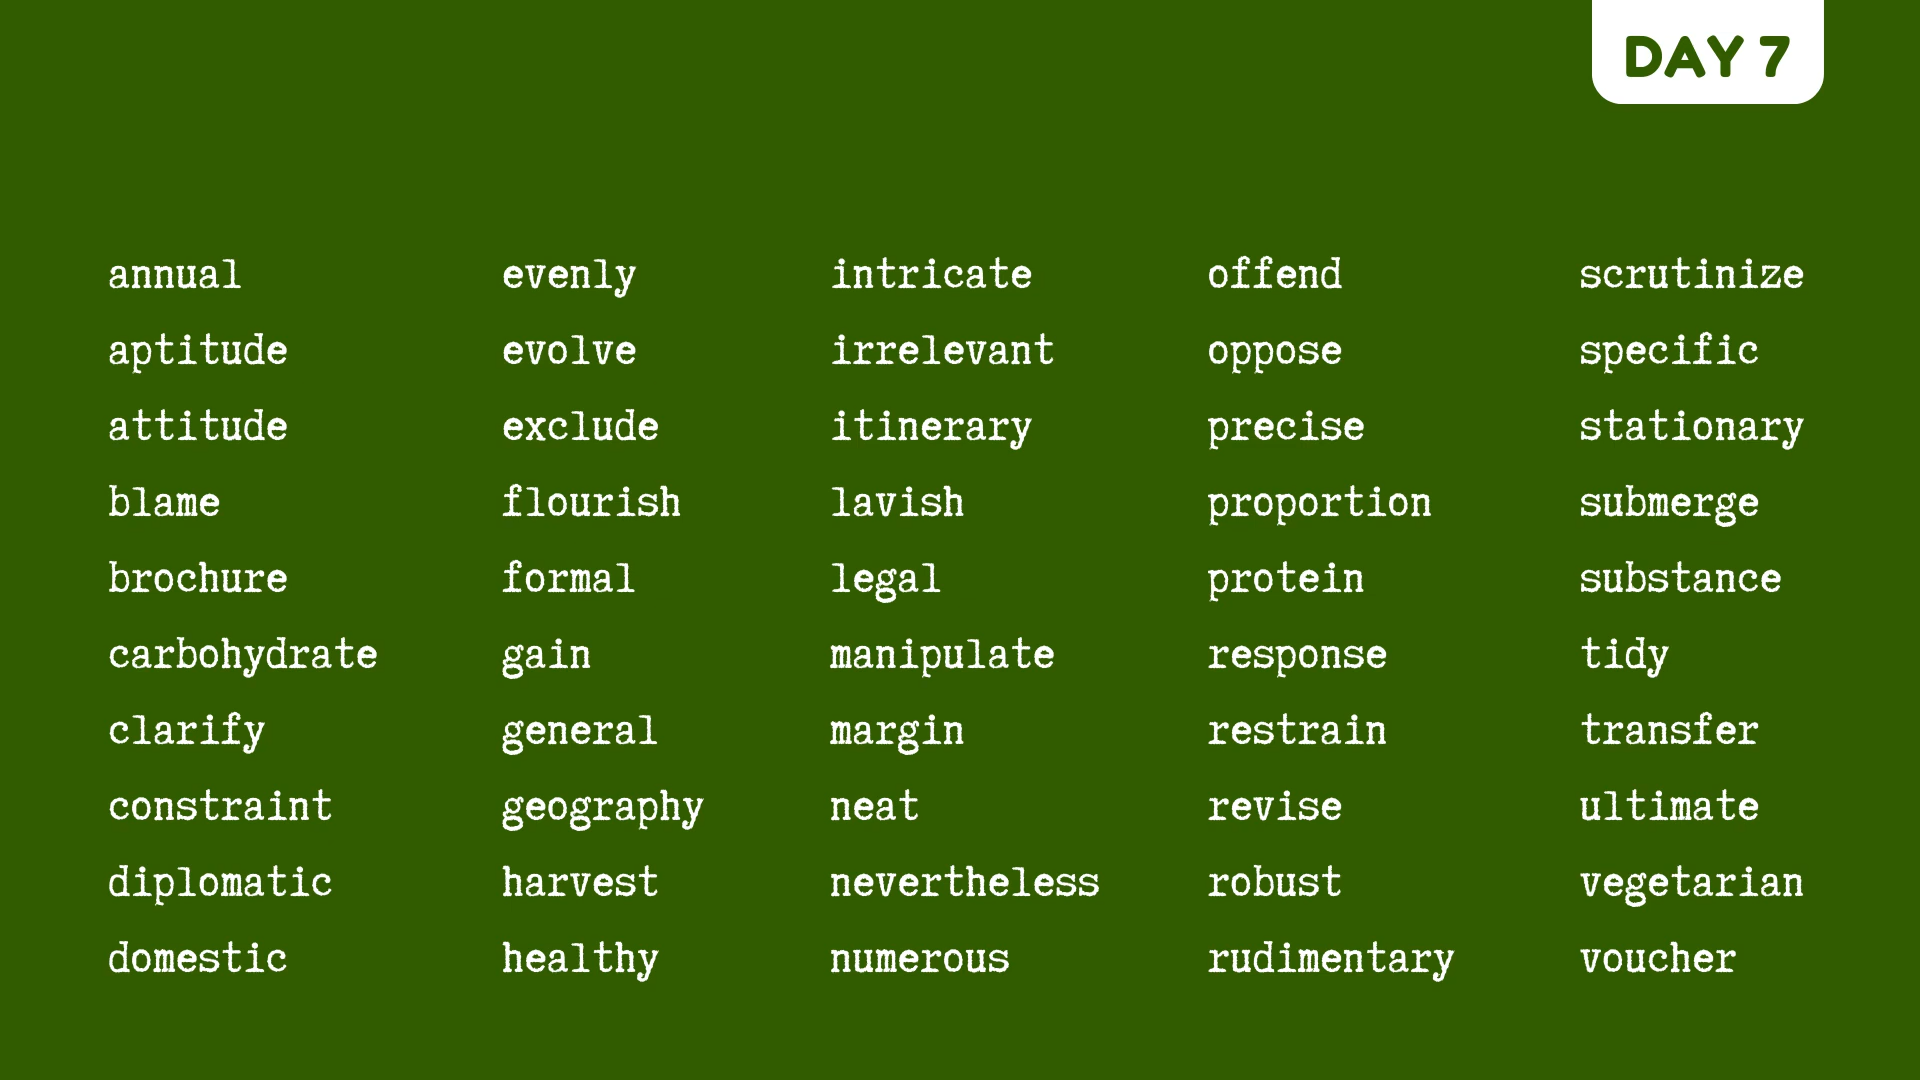 DAY 7
annual
aptitude
attitude
blame
brochure
carbohydrate
clarify
constraint
diplomatic
domestic
evenly
evolve
exclude
flourish
formal
gain
general
geography
harvest
healthy
intricate
irrelevant
itinerary
lavish
legal
manipulate
margin
neat
nevertheless
numerous
offend
oppose
precise
proportion
protein
response
restrain
revise
robust
rudimentary
scrutinize
specific
stationary
submerge
substance
tidy
transfer
ultimate
vegetarian
voucher